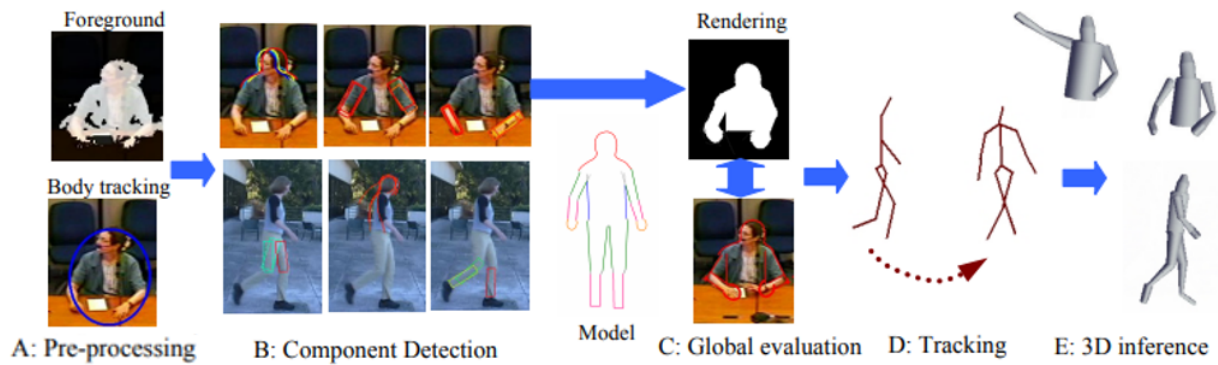 Foreground
Rendering
Body tracking
Model
A: Pre-processing
B: Component Detection
C: Global evaluation
D: Tracking
E: 3D inference